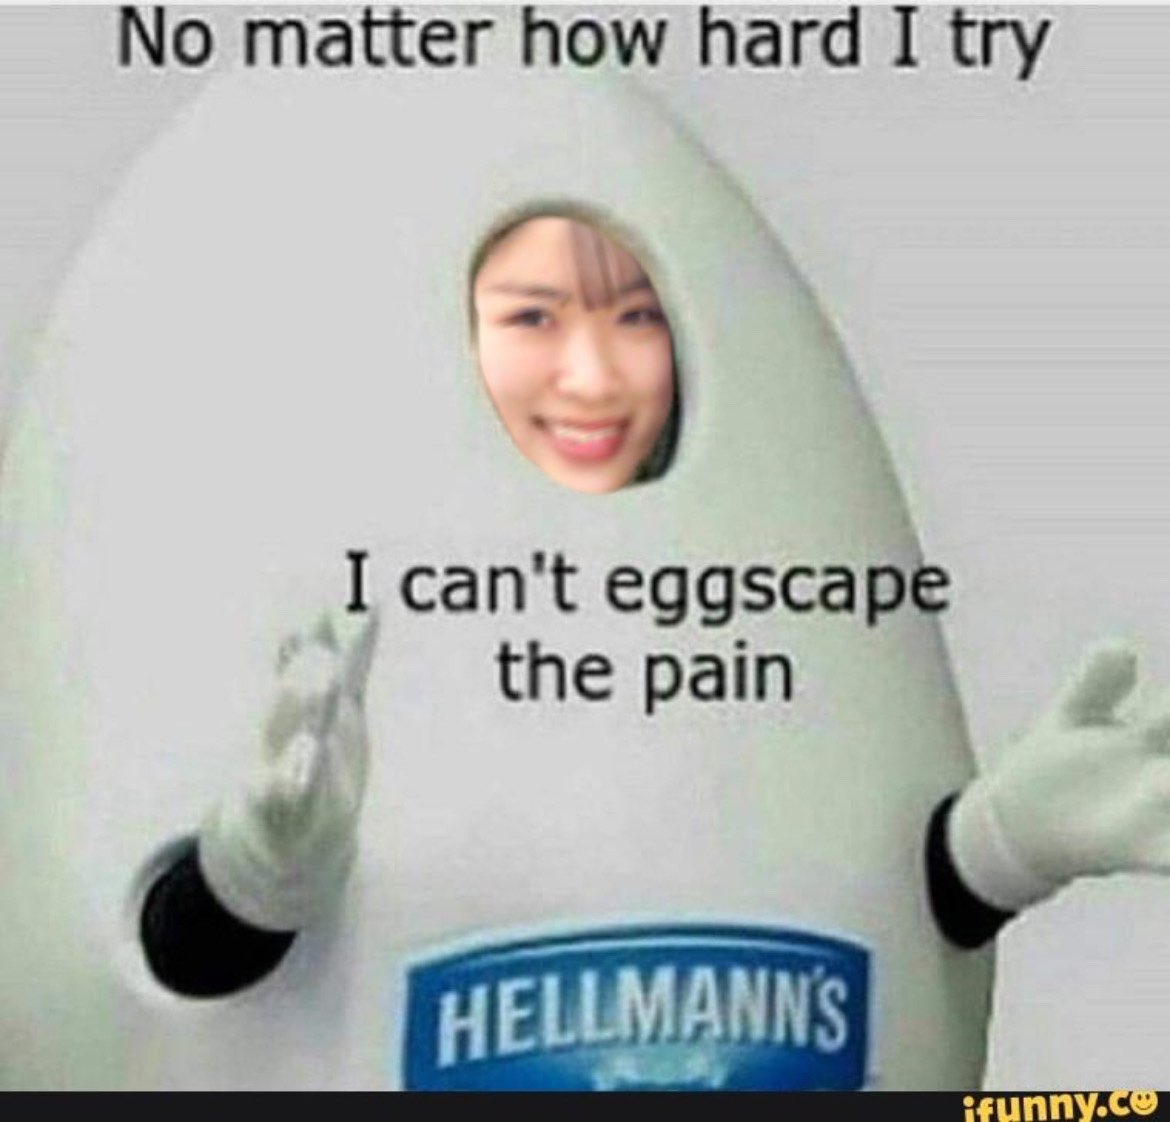 No matter how hard I try
I can't eggscape
the pain
HELLMANN'S
ifunny.co